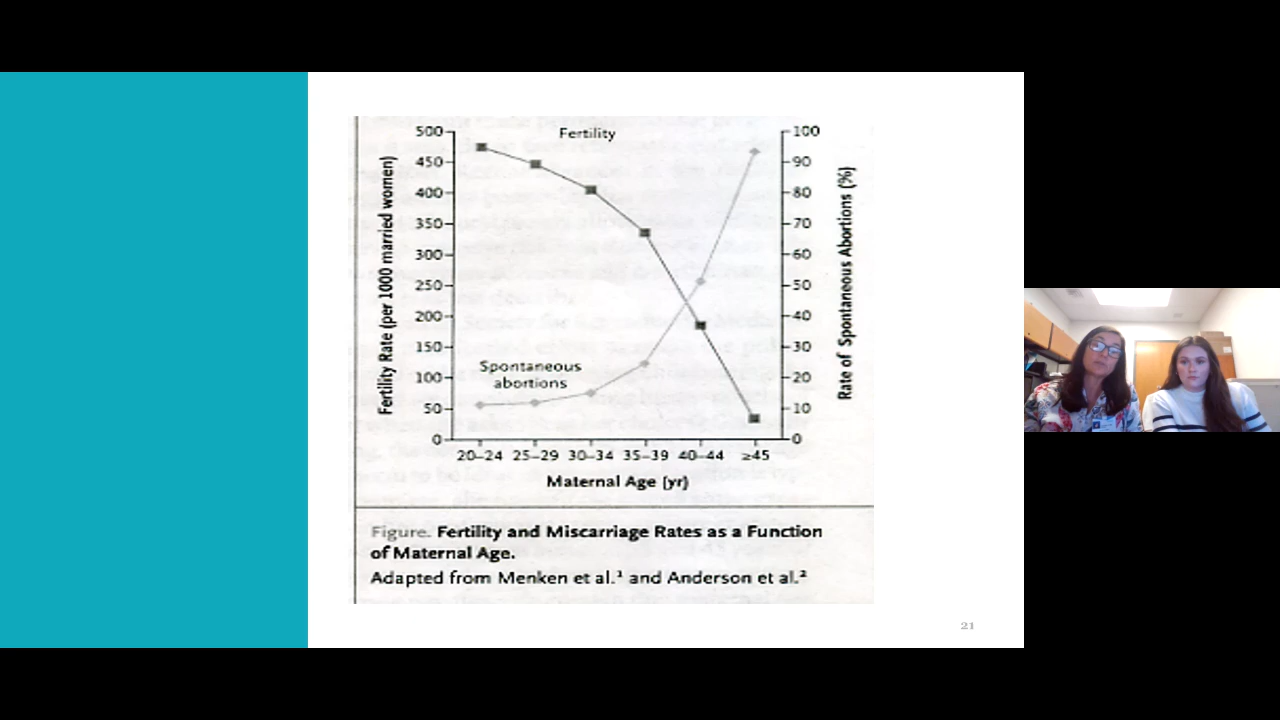 Fertility
500
450
400
350
300
250
200
150
100
50
0
Fertility Rate (per 1000 married women)
100
90
80
70
60
50
40
30
20
10
0
Rate of Spontaneous Abortions (%)
Spontaneous
abortions
20–24 25–29 30–34 35–39 40–44 ≥45
Maternal Age (yr)
Figure. Fertility and Miscarriage Rates as a Function
of Maternal Age.
Adapted from Menken et al.¹ and Anderson et al.²
21